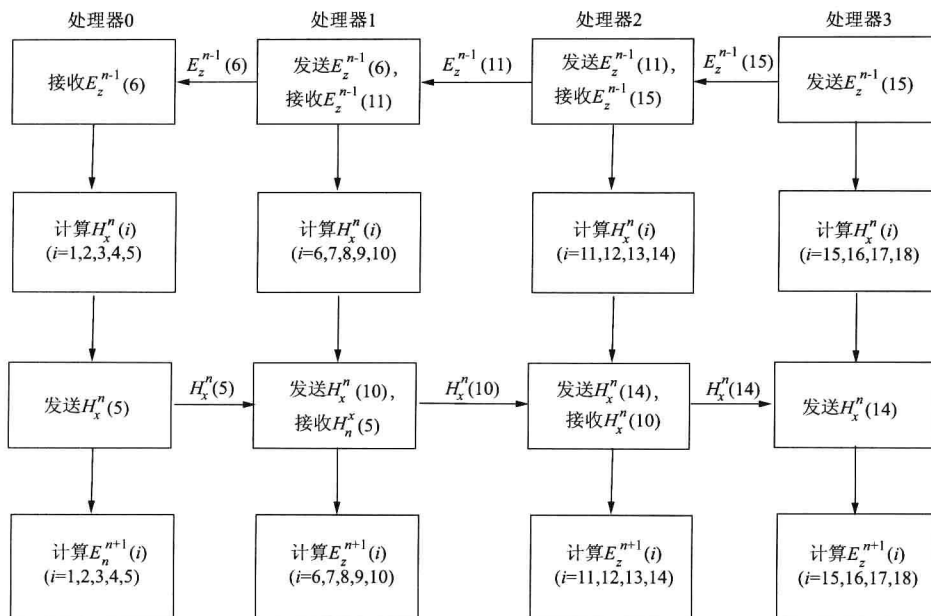 处理器0 处理器1 处理器2 处理器3
接收E_z^{n-1}(6)
E_z^{n-1}(6)
发送E_z^{n-1}(6),
接收E_z^{n-1}(11)
E_z^{n-1}(11)
发送E_z^{n-1}(11),
接收E_z^{n-1}(15)
E_z^{n-1}(15)
发送E_z^{n-1}(15)
计算H_x^n(i)
(i=1,2,3,4,5)
计算H_x^n(i)
(i=6,7,8,9,10)
计算H_x^n(i)
(i=11,12,13,14)
计算H_x^n(i)
(i=15,16,17,18)
发送H_x^n(5)
H_x^n(5)
发送H_x^n(10),
接收H_n^x(5)
H_x^n(10)
发送H_x^n(14),
接收H_x^n(10)
H_x^n(14)
发送H_x^n(14)
计算E_n^{n+1}(i)
(i=1,2,3,4,5)
计算E_z^{n+1}(i)
(i=6,7,8,9,10)
计算E_z^{n+1}(i)
(i=11,12,13,14)
计算E_z^{n+1}(i)
(i=15,16,17,18)